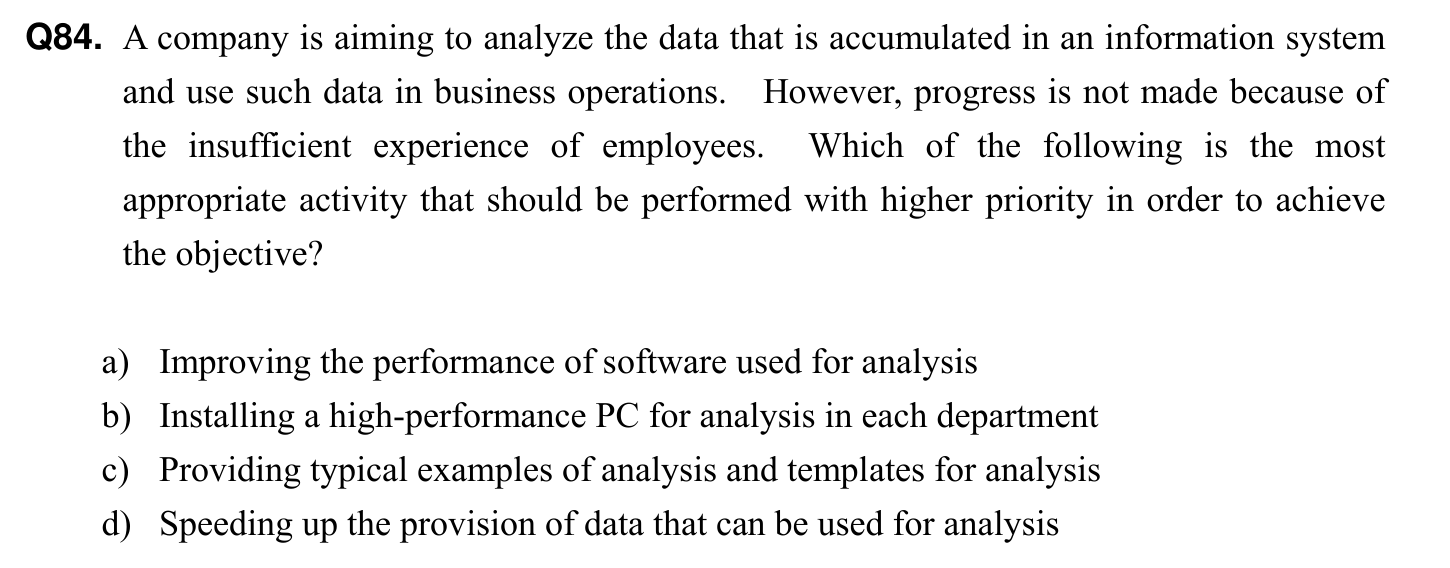 Q84. A company is aiming to analyze the data that is accumulated in an information system
and use such data in business operations. However, progress is not made because of
the insufficient experience of employees. Which of the following is the most
appropriate activity that should be performed with higher priority in order to achieve
the objective?
a) Improving the performance of software used for analysis
b) Installing a high-performance PC for analysis in each department
c) Providing typical examples of analysis and templates for analysis
d) Speeding up the provision of data that can be used for analysis